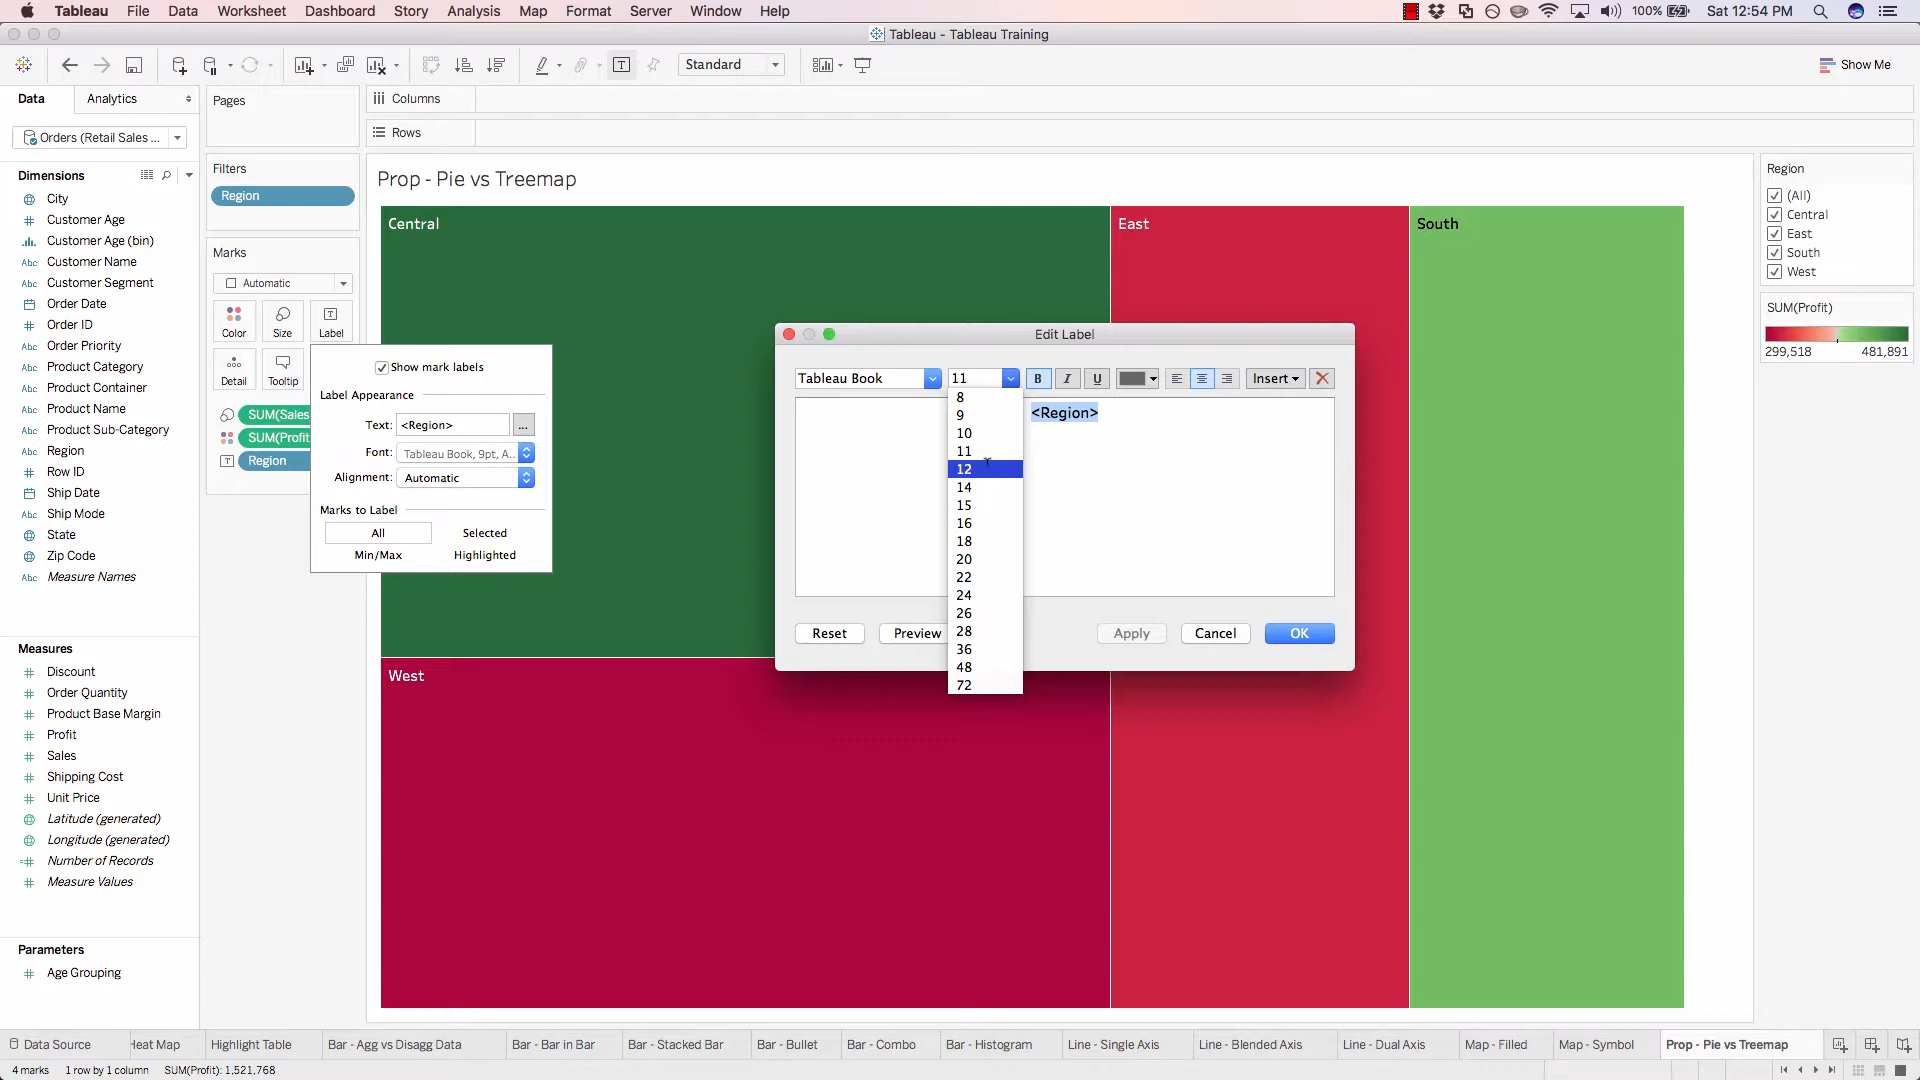 Tableau File Data Worksheet Dashboard Story Analysis Map Format Server Window Help 100% Sat 12:54 PM
Tableau - Tableau Training
Standard Show Me
Data Analytics
Orders (Retail Sales ...
Dimensions
City
# Customer Age
Customer Age (bin)
Abc Customer Name
Abc Customer Segment
Order Date
# Order ID
Abc Order Priority
Abc Product Category
Abc Product Container
Abc Product Name
Abc Product Sub-Category
Abc Region
# Row ID
Ship Date
Abc Ship Mode
State
Zip Code
Abc Measure Names
Measures
# Discount
# Order Quantity
# Product Base Margin
# Profit
# Sales
# Shipping Cost
# Unit Price
Latitude (generated)
Longitude (generated)
=# Number of Records
# Measure Values
Parameters
# Age Grouping
Pages
Filters
Region
Marks
Automatic
Color Size Label
Detail Tooltip
SUM(Sales
SUM(Profit
Region
Show mark labels
Label Appearance
Text: <Region> ...
Font: Tableau Book, 9pt, A..
Alignment: Automatic
Marks to Label
All Selected
Min/Max Highlighted
Columns
Rows
Prop - Pie vs Treemap
Central
East
South
West
Edit Label
Tableau Book 11 B I U Insert
<Region>
8
9
10
11
12
14
15
16
18
20
22
24
26
28
36
48
72
Reset Preview Apply Cancel OK
Region
(All)
Central
East
South
West
SUM(Profit)
299,518 481,891
Data Source Heat Map Highlight Table Bar - Agg vs Disagg Data Bar - Bar in Bar Bar - Stacked Bar Bar - Bullet Bar - Combo Bar - Histogram Line - Single Axis Line - Blended Axis Line - Dual Axis Map - Filled Map - Symbol Prop - Pie vs Treemap
4 marks 1 row by 1 column SUM(Profit): 1,521,768